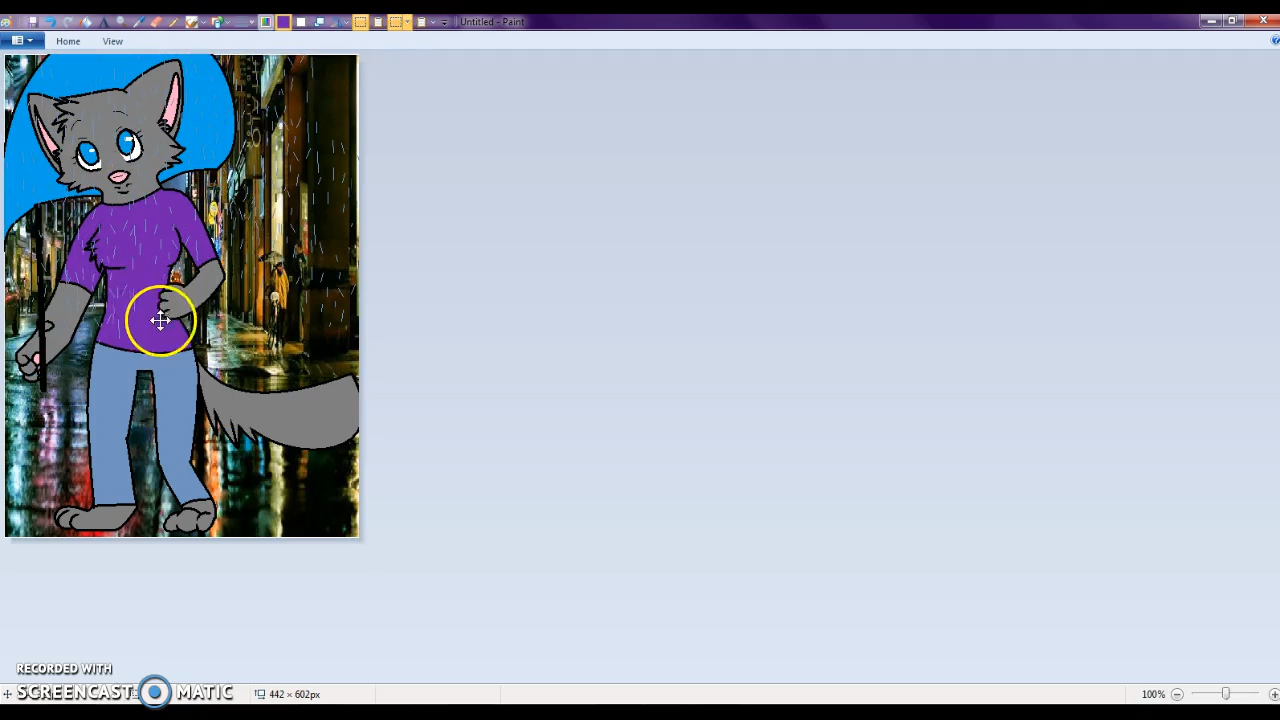 Untitled - Paint
Home View
RECORDED WITH
SCREENCAST MATIC
442 × 602px
100%